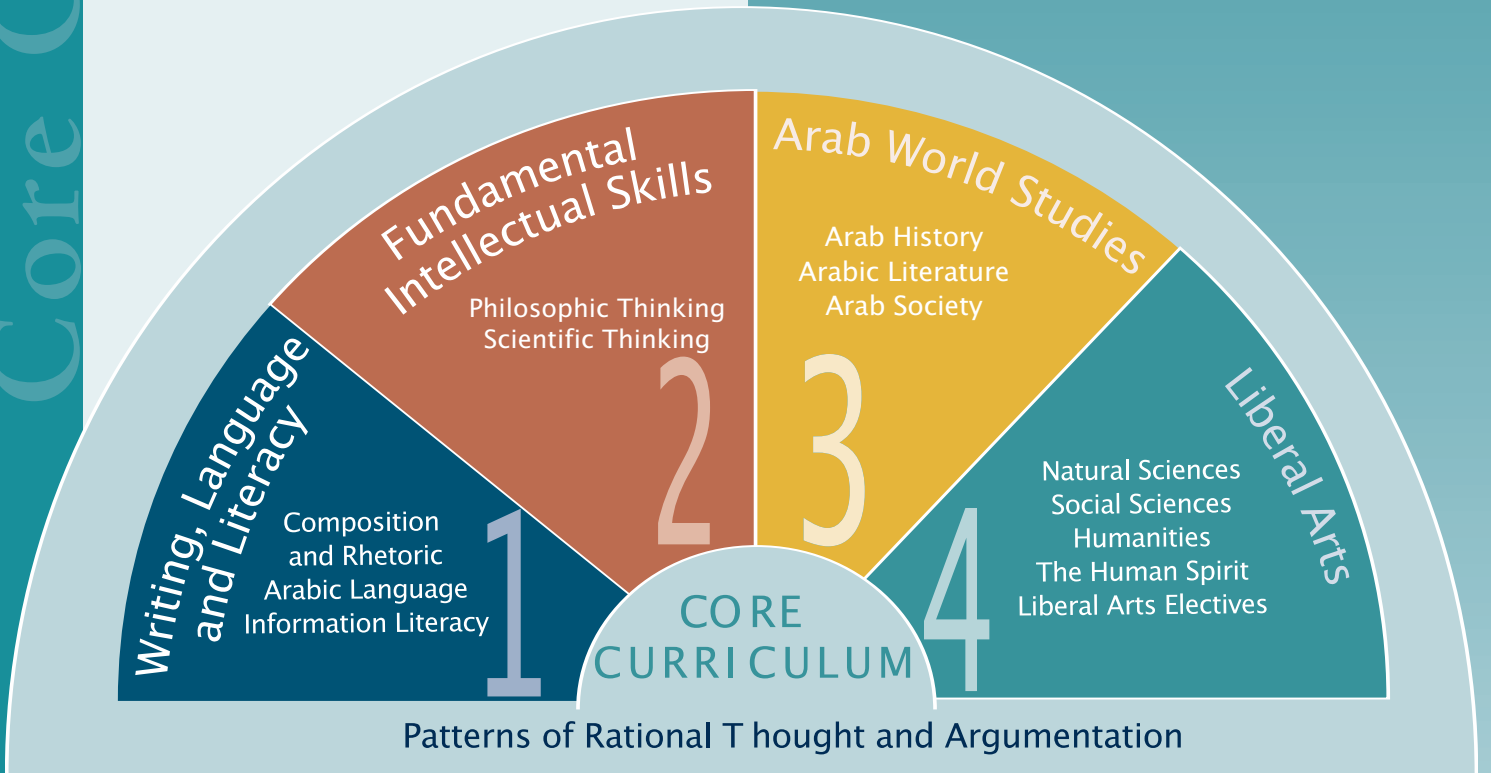 Core C
Writing, Language
and Literacy
Composition
and Rhetoric
Arabic Language
Information Literacy
1
Fundamental
Intellectual Skills
Philosophic Thinking
Scientific Thinking
2
Arab World Studies
Arab History
Arabic Literature
Arab Society
3
Liberal Arts
Natural Sciences
Social Sciences
Humanities
The Human Spirit
Liberal Arts Electives
4
CORE
CURRICULUM
Patterns of Rational T hought and Argumentation